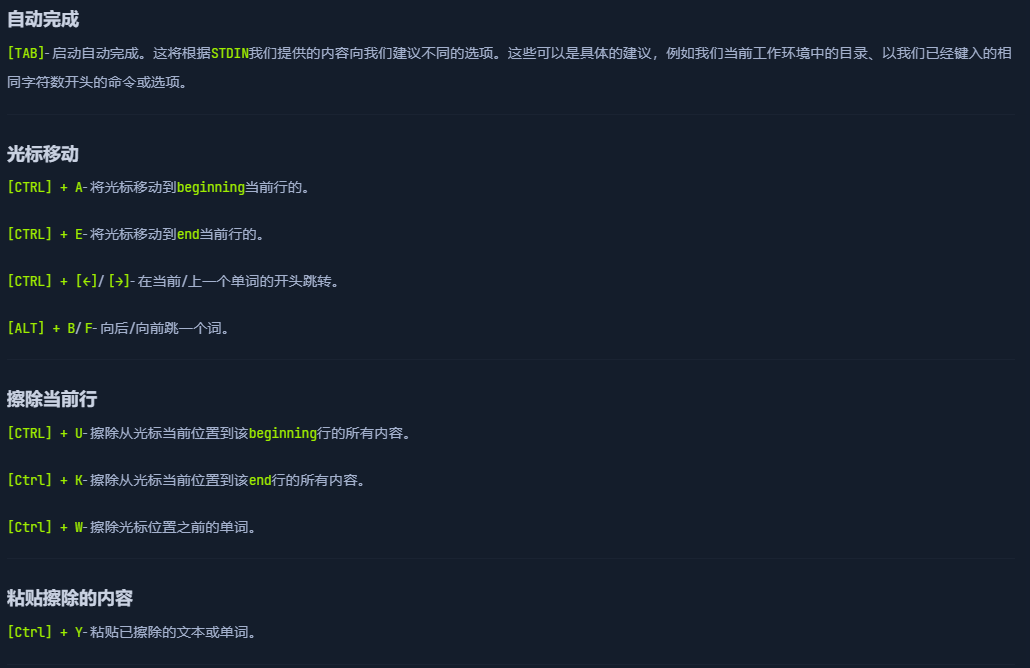 自动完成
[TAB]- 启动自动完成。这将根据STDIN我们提供的内容向我们建议不同的选项。这些可以是具体的建议，例如我们当前工作环境中的目录、以我们已经键入的相
同字符数开头的命令或选项。
光标移动
[CTRL] + A- 将光标移动到beginning当前行的。
[CTRL] + E- 将光标移动到end当前行的。
[CTRL] + [←]/ [→]- 在当前/上一个单词的开头跳转。
[ALT] + B/ F- 向后/向前跳一个词。
擦除当前行
[CTRL] + U- 擦除从光标当前位置到该beginning行的所有内容。
[Ctrl] + K- 擦除从光标当前位置到该end行的所有内容。
[Ctrl] + W- 擦除光标位置之前的单词。
粘贴擦除的内容
[Ctrl] + Y- 粘贴已擦除的文本或单词。